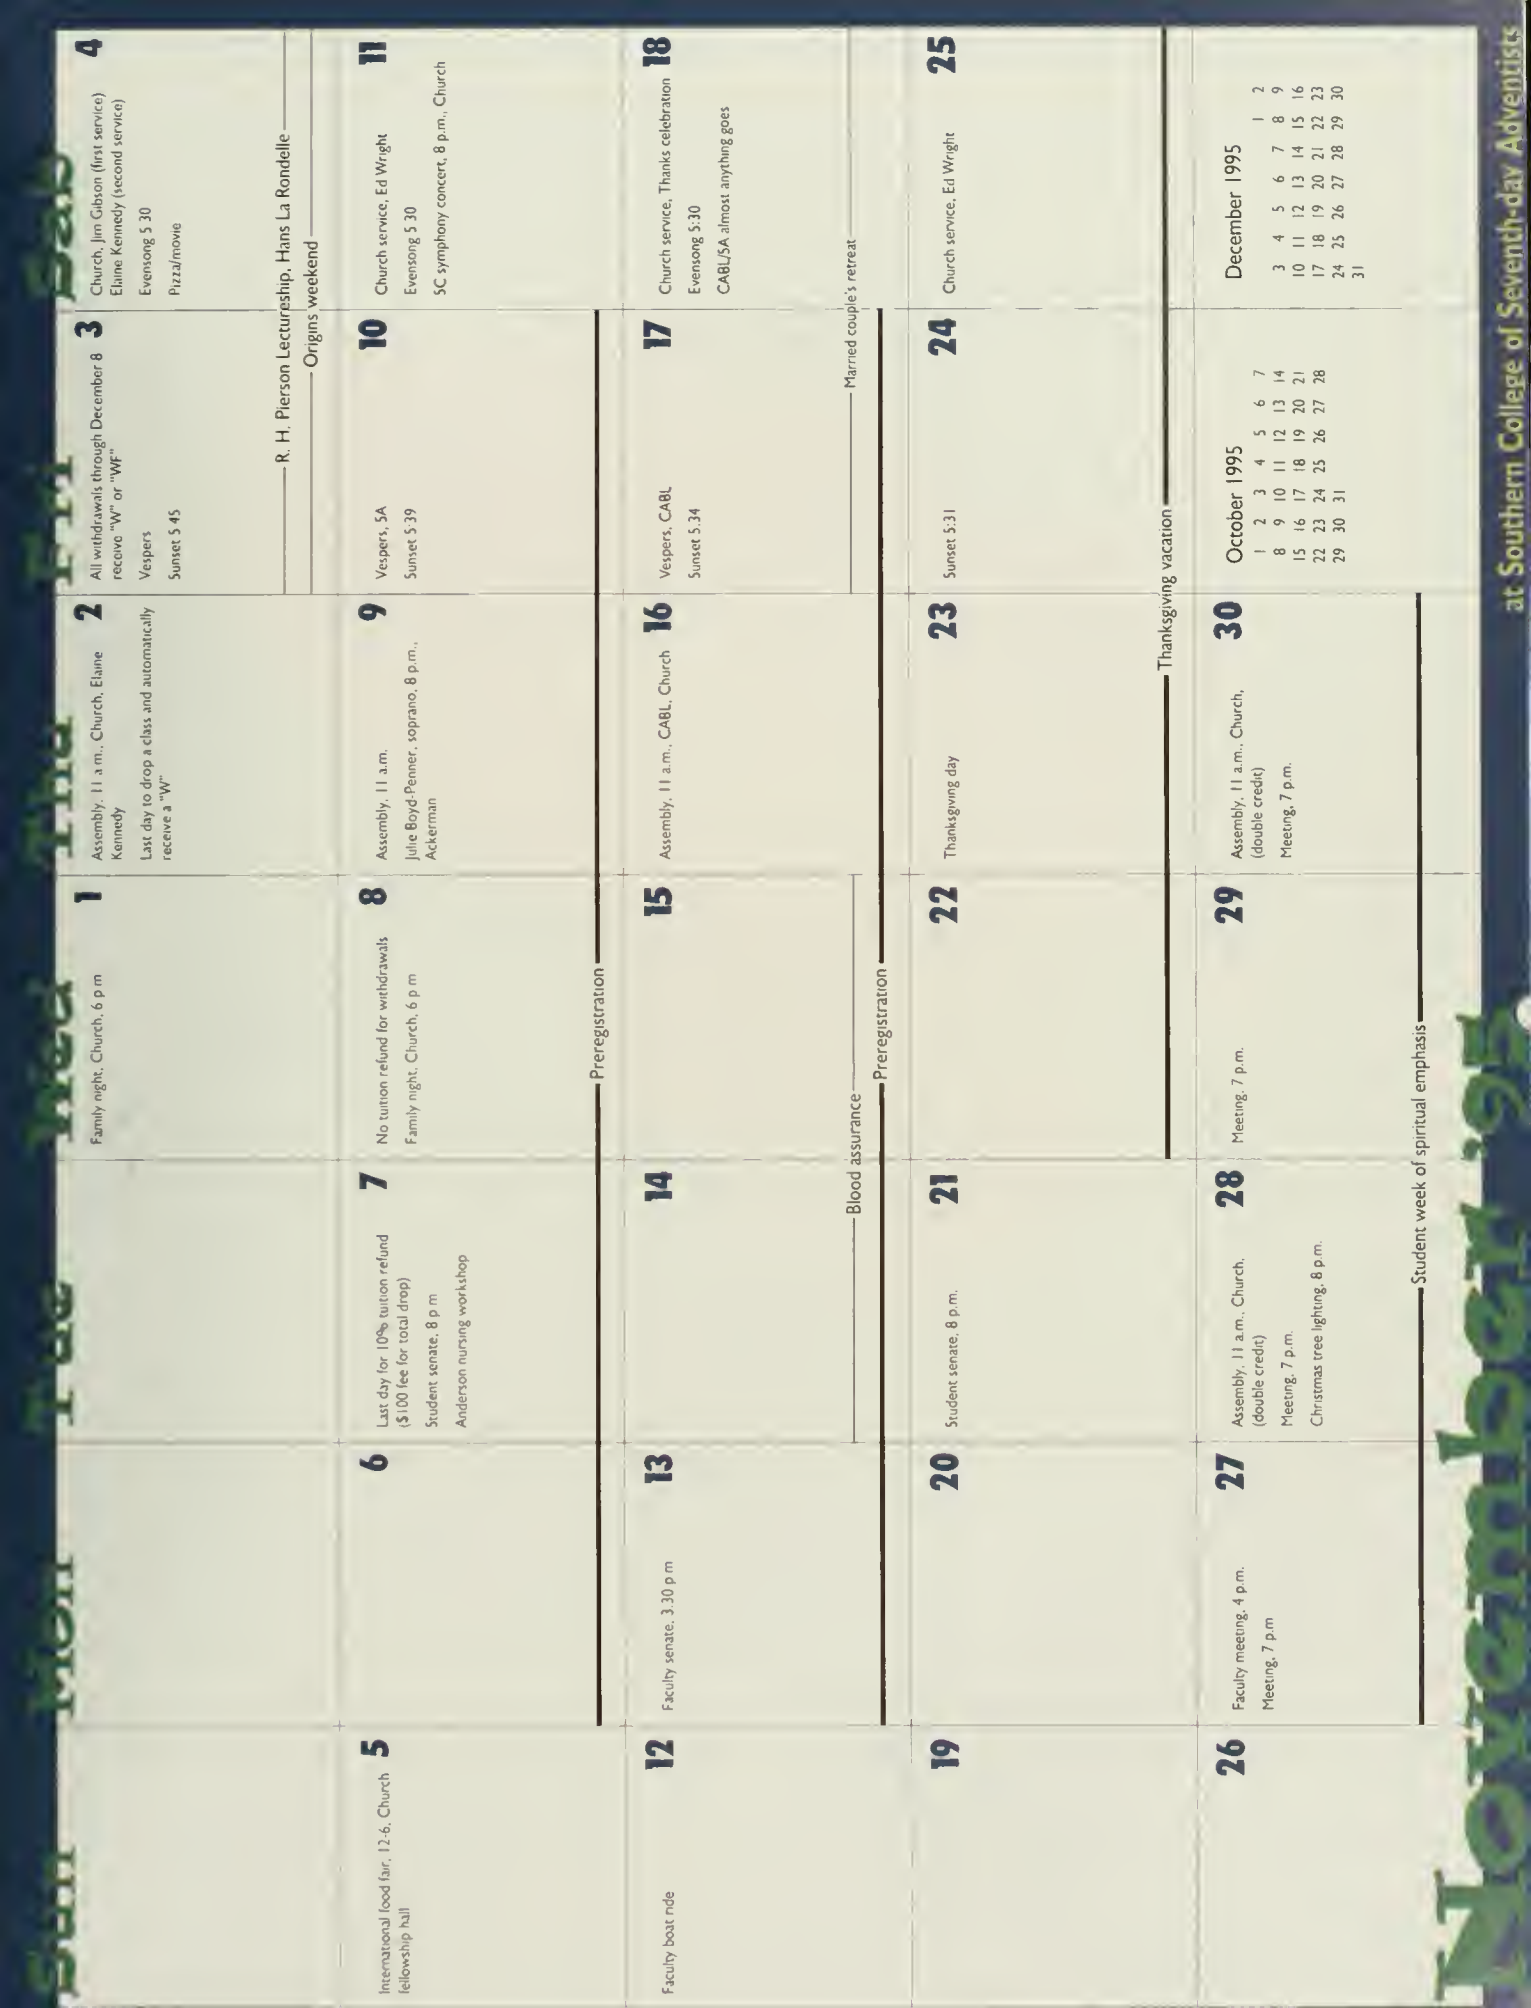 Sun Mon Tue Wed Thu Fri Sab
1
Family night, Church, 6 p m
2
Assembly, 11 a m., Church, Elaine
Kennedy
Last day to drop a class and automatically
receive a "W"
3
All withdrawals through December 8
receive "W" or "WF"
Vespers
Sunset 5 45
4
Church, Jim Gibson (first service)
Elaine Kennedy (second service)
Evensong 5 30
Pizza/movie
R. H. Pierson Lectureship, Hans La Rondelle
Origins weekend
5
International food fair, 12-6, Church
fellowship hall
6
7
Last day for 10% tuition refund
($100 fee for total drop)
Student senate, 8 p m
Anderson nursing workshop
8
No tuition refund for withdrawals
Family night, Church, 6 p m
9
Assembly, 11 a.m.
Julie Boyd-Penner, soprano, 8 p.m.,
Ackerman
10
Vespers, SA
Sunset 5:39
11
Church service, Ed Wright
Evensong 5 30
SC symphony concert, 8 p.m., Church
Preregistration
12
Faculty boat ride
13
Faculty senate, 3.30 p m
14
15
16
Assembly, 11 a.m., CABL, Church
17
Vespers, CABL
Sunset 5.34
18
Church service, Thanks celebration
Evensong 5:30
CABL/SA almost anything goes
Blood assurance
Married couple's retreat
Preregistration
19
20
21
Student senate, 8 p.m.
22
23
Thanksgiving day
24
Sunset 5:31
25
Church service, Ed Wright
Thanksgiving vacation
26
27
Faculty meeting, 4 p.m.
Meeting, 7 p.m
28
Assembly, 11 a.m., Church,
(double credit)
Meeting, 7 p.m.
Christmas tree lighting, 8 p.m.
29
Meeting, 7 p.m.
30
Assembly, 11 a.m., Church,
(double credit)
Meeting, 7 p.m.
Student week of spiritual emphasis
October 1995
1 2 3 4 5 6 7
8 9 10 11 12 13 14
15 16 17 18 19 20 21
22 23 24 25 26 27 28
29 30 31
December 1995
1 2
3 4 5 6 7 8 9
10 11 12 13 14 15 16
17 18 19 20 21 22 23
24 25 26 27 28 29 30
31
November '95
at Southern College of Seventh-day Adventists